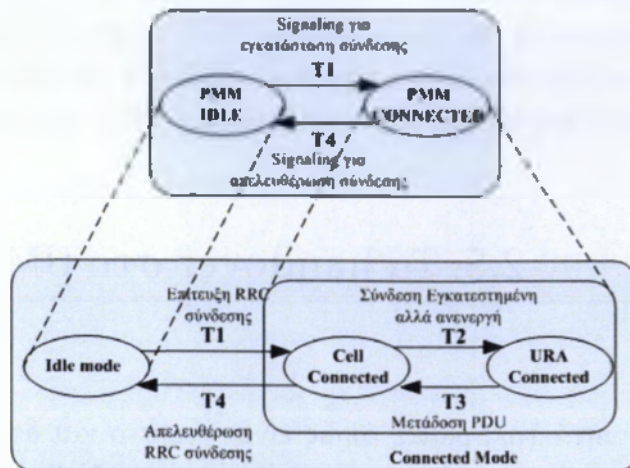 Signaling για
εγκατάσταση σύνδεσης
T1
PMM
IDLE
PMM
CONNECTED
T4
Signaling για
απελευθέρωση σύνδεσης
Επίτευξη RRC
σύνδεσης
T1
Σύνδεση Εγκατεστημένη
αλλά ανενεργή
T2
Idle mode
Cell
Connected
URA
Connected
T4
T3
Απελευθέρωση
RRC σύνδεσης
Μετάδοση PDU
Connected Mode